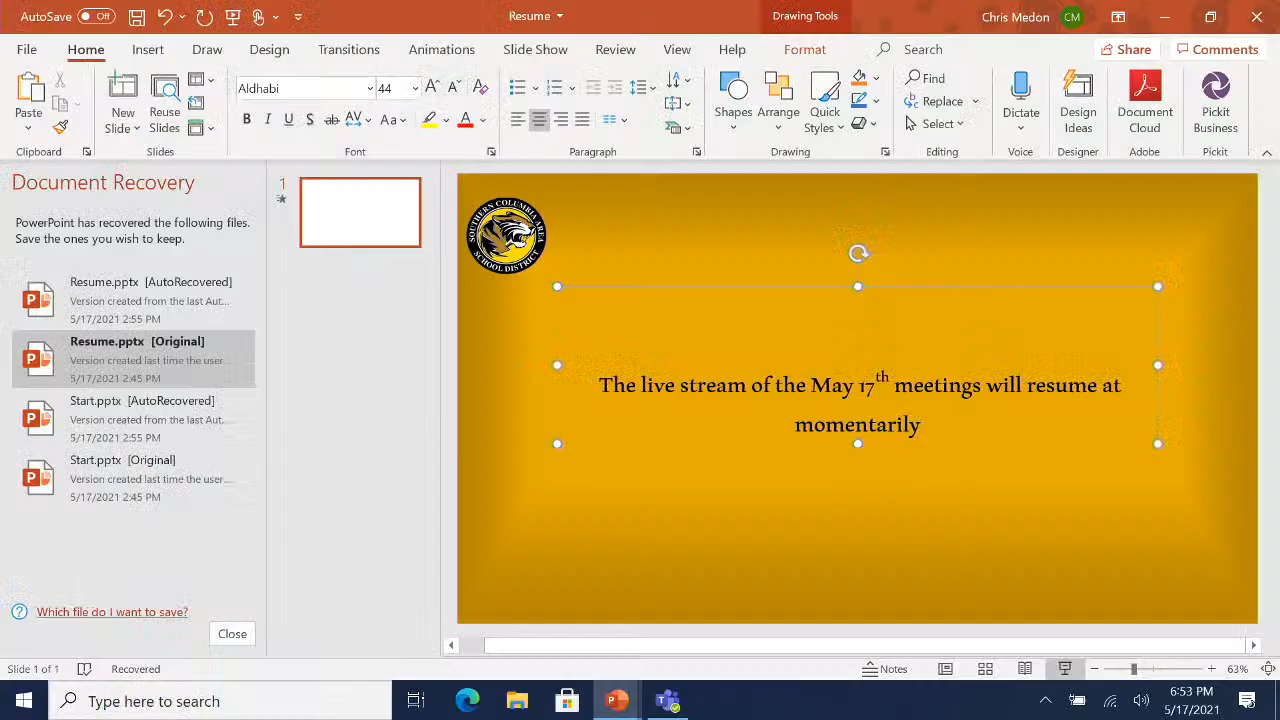 AutoSave Off Resume Drawing Tools Chris Medon CM
File Home Insert Draw Design Transitions Animations Slide Show Review View Help Format Search Share Comments
Aldhabi 44
Paste New Slide Reuse Slides
B I U S ab AV Aa A
Shapes Arrange Quick Styles
Find
Replace
Select
Dictate Design Ideas Document Cloud Pickit Business
Clipboard Slides Font Paragraph Drawing Editing Voice Designer Adobe Pickit
Document Recovery
PowerPoint has recovered the following files.
Save the ones you wish to keep.
Resume.pptx [AutoRecovered]
Version created from the last Aut...
5/17/2021 2:55 PM
Resume.pptx [Original]
Version created last time the user
5/17/2021 2:45 PM
Start.pptx [AutoRecovered]
Version created from the last Aut...
5/17/2021 2:55 PM
Start.pptx [Original]
Version created last time the user
5/17/2021 2:45 PM
Which file do I want to save?
Close
1
SOUTHERN COLUMBIA AREA
SCHOOL DISTRICT
The live stream of the May 17th meetings will resume at
momentarily
Slide 1 of 1 Recovered Notes 63%
Type here to search
6:53 PM
5/17/2021